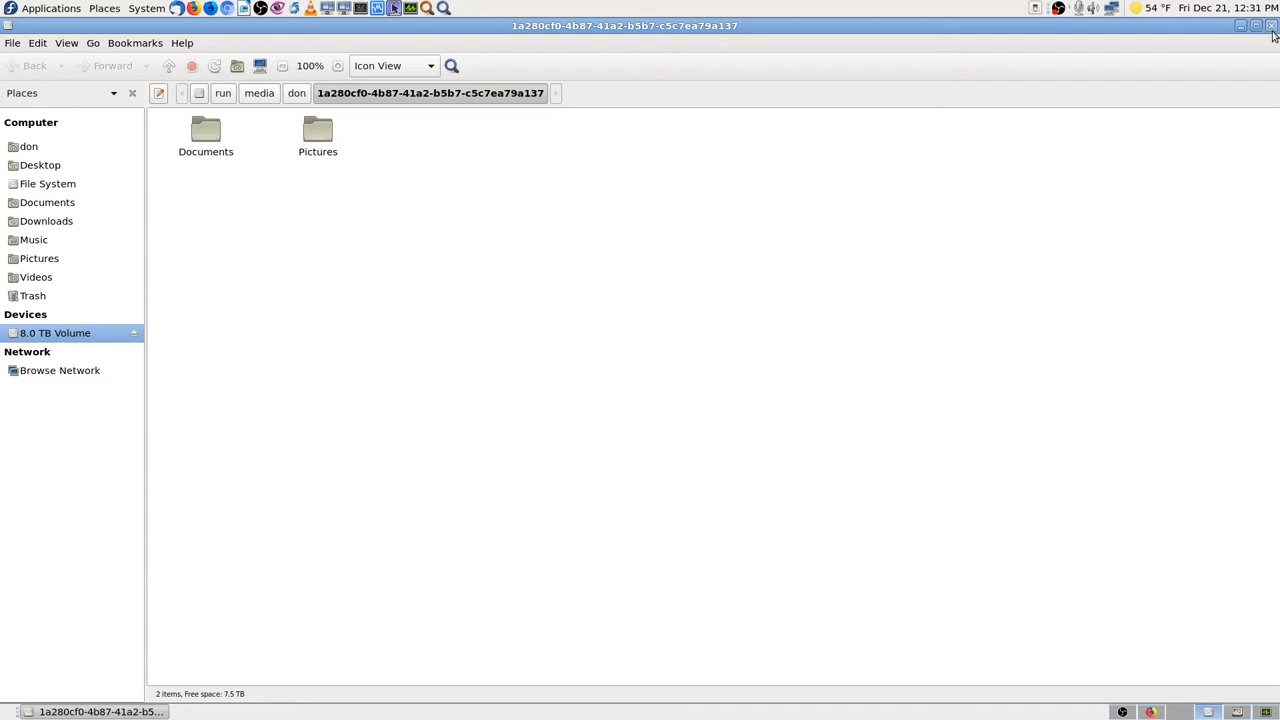 Applications Places System 54 °F Fri Dec 21, 12:31 PM
1a280cf0-4b87-41a2-b5b7-c5c7ea79a137
File Edit View Go Bookmarks Help
Back Forward 100% Icon View
Places run media don 1a280cf0-4b87-41a2-b5b7-c5c7ea79a137
Computer
don
Desktop
File System
Documents
Downloads
Music
Pictures
Videos
Trash
Devices
8.0 TB Volume
Network
Browse Network
Documents Pictures
2 items, Free space: 7.5 TB
1a280cf0-4b87-41a2-b5...